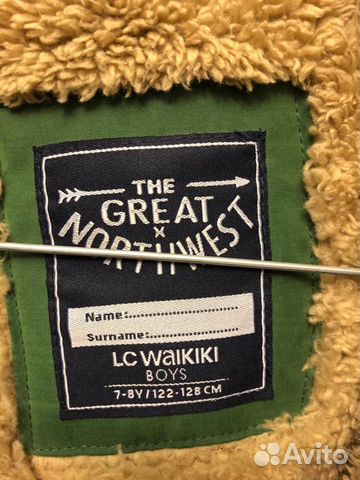 THE
GREAT
X
NORTHWEST
Name:........................
Surname:...................
LC WAIKIKI
BOYS
7-8Y/122-128 CM
Avito